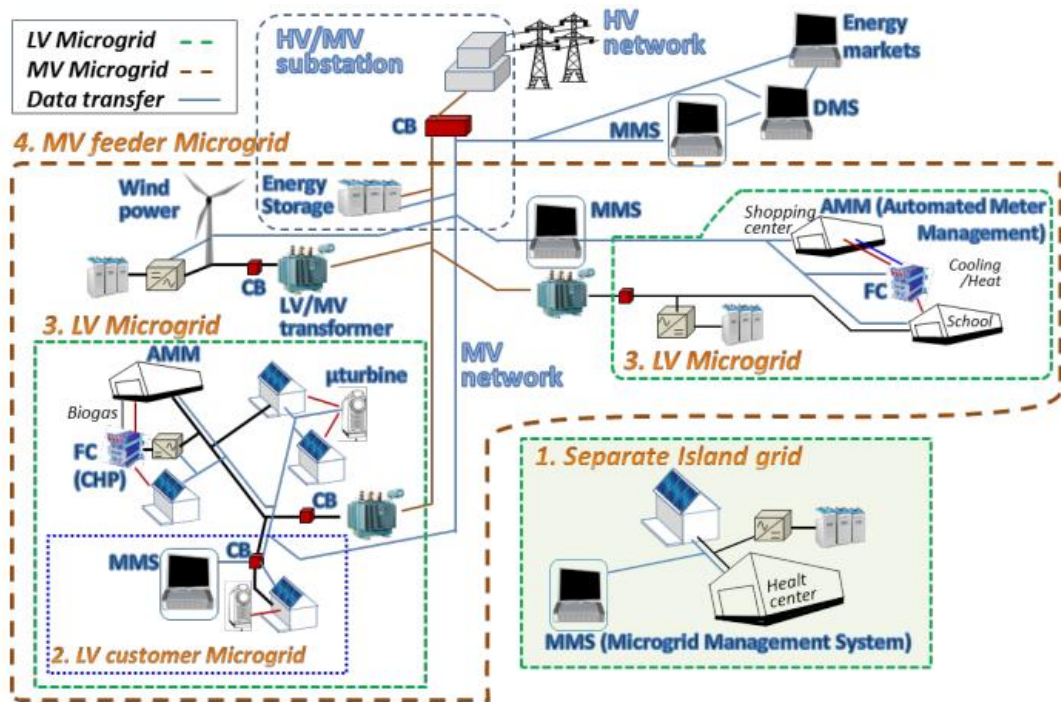 LV Microgrid
MV Microgrid
Data transfer
HV/MV
substation
HV
network
Energy
markets
CB
MMS
DMS
4. MV feeder Microgrid
Wind
power
Energy
Storage
MMS
Shopping
center
AMM (Automated Meter
Management)
CB
LV/MV
transformer
FC
Cooling
/Heat
School
3. LV Microgrid
3. LV Microgrid
AMM
µturbine
MV
network
Biogas
FC
(CHP)
CB
1. Separate Island grid
MMS
CB
Healt
center
2. LV customer Microgrid
MMS (Microgrid Management System)